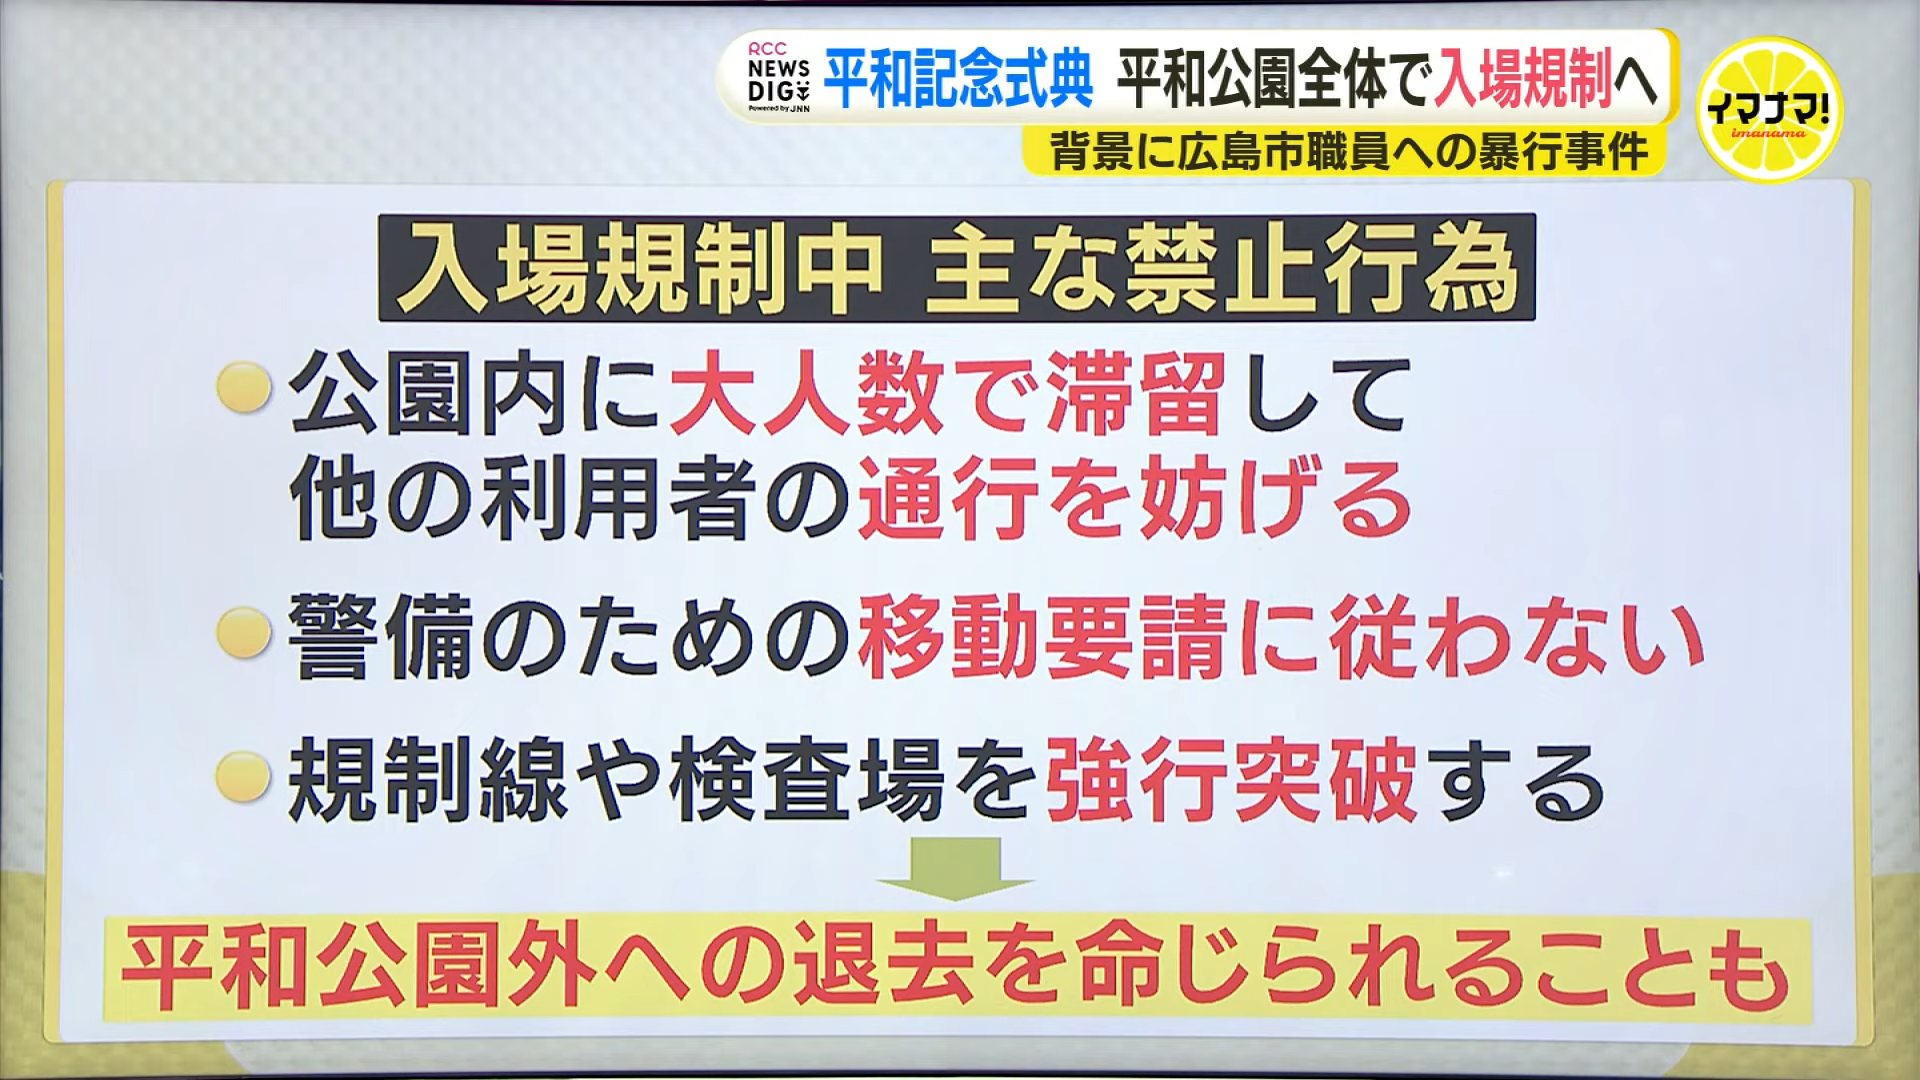 RCC
NEWS
DIG
Powered by JNN
平和記念式典 平和公園全体で入場規制へ
背景に広島市職員への暴行事件
イマナマ!
imanama
入場規制中 主な禁止行為
公園内に大人数で滞留して
他の利用者の通行を妨げる
警備のための移動要請に従わない
規制線や検査場を強行突破する
平和公園外への退去を命じられることも